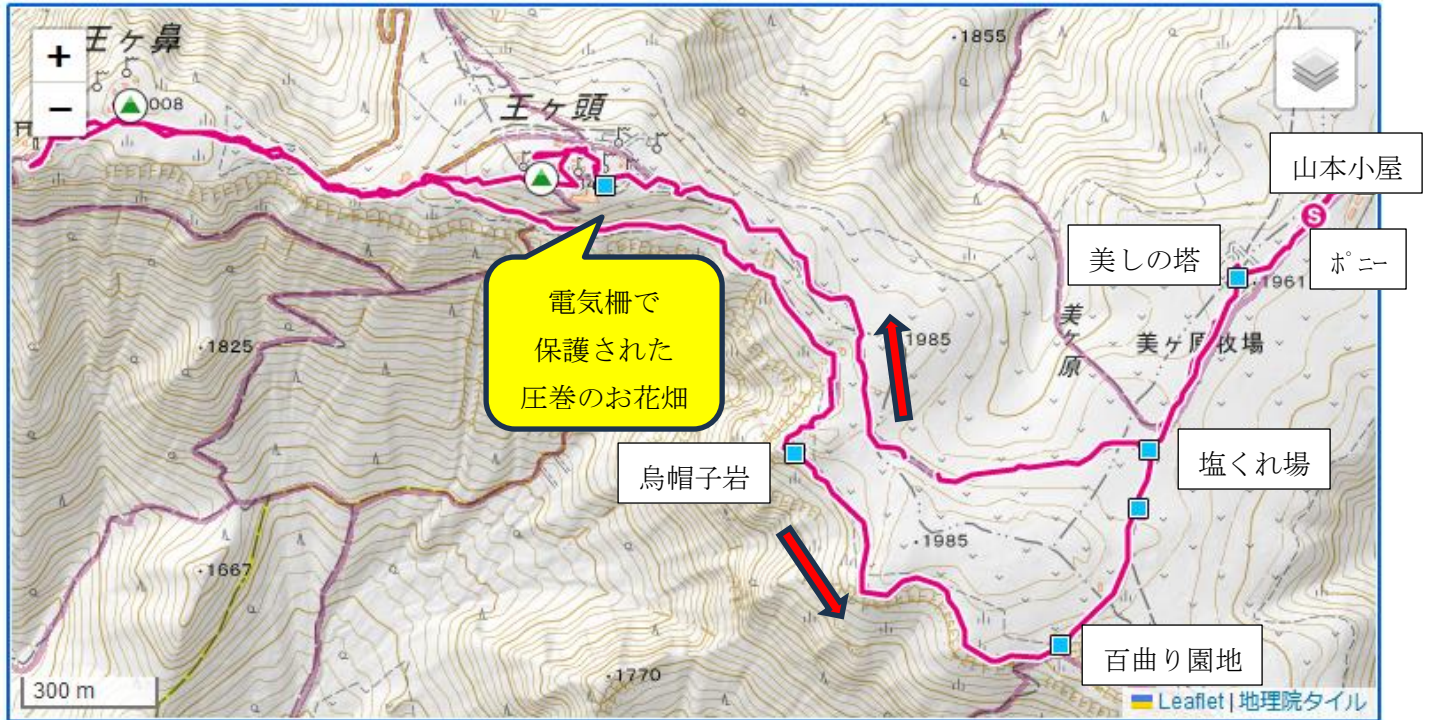 +
−
王ヶ鼻
008
王ヶ頭
・1855
山本小屋
S
美しの塔
ポニー
・1961
電気柵で
保護された
圧巻のお花畑
美ヶ原
美ヶ原牧場
・1825
・1985
烏帽子岩
塩くれ場
・1985
・1667
百曲り園地
・1770
300 m
Leaflet | 地理院タイル